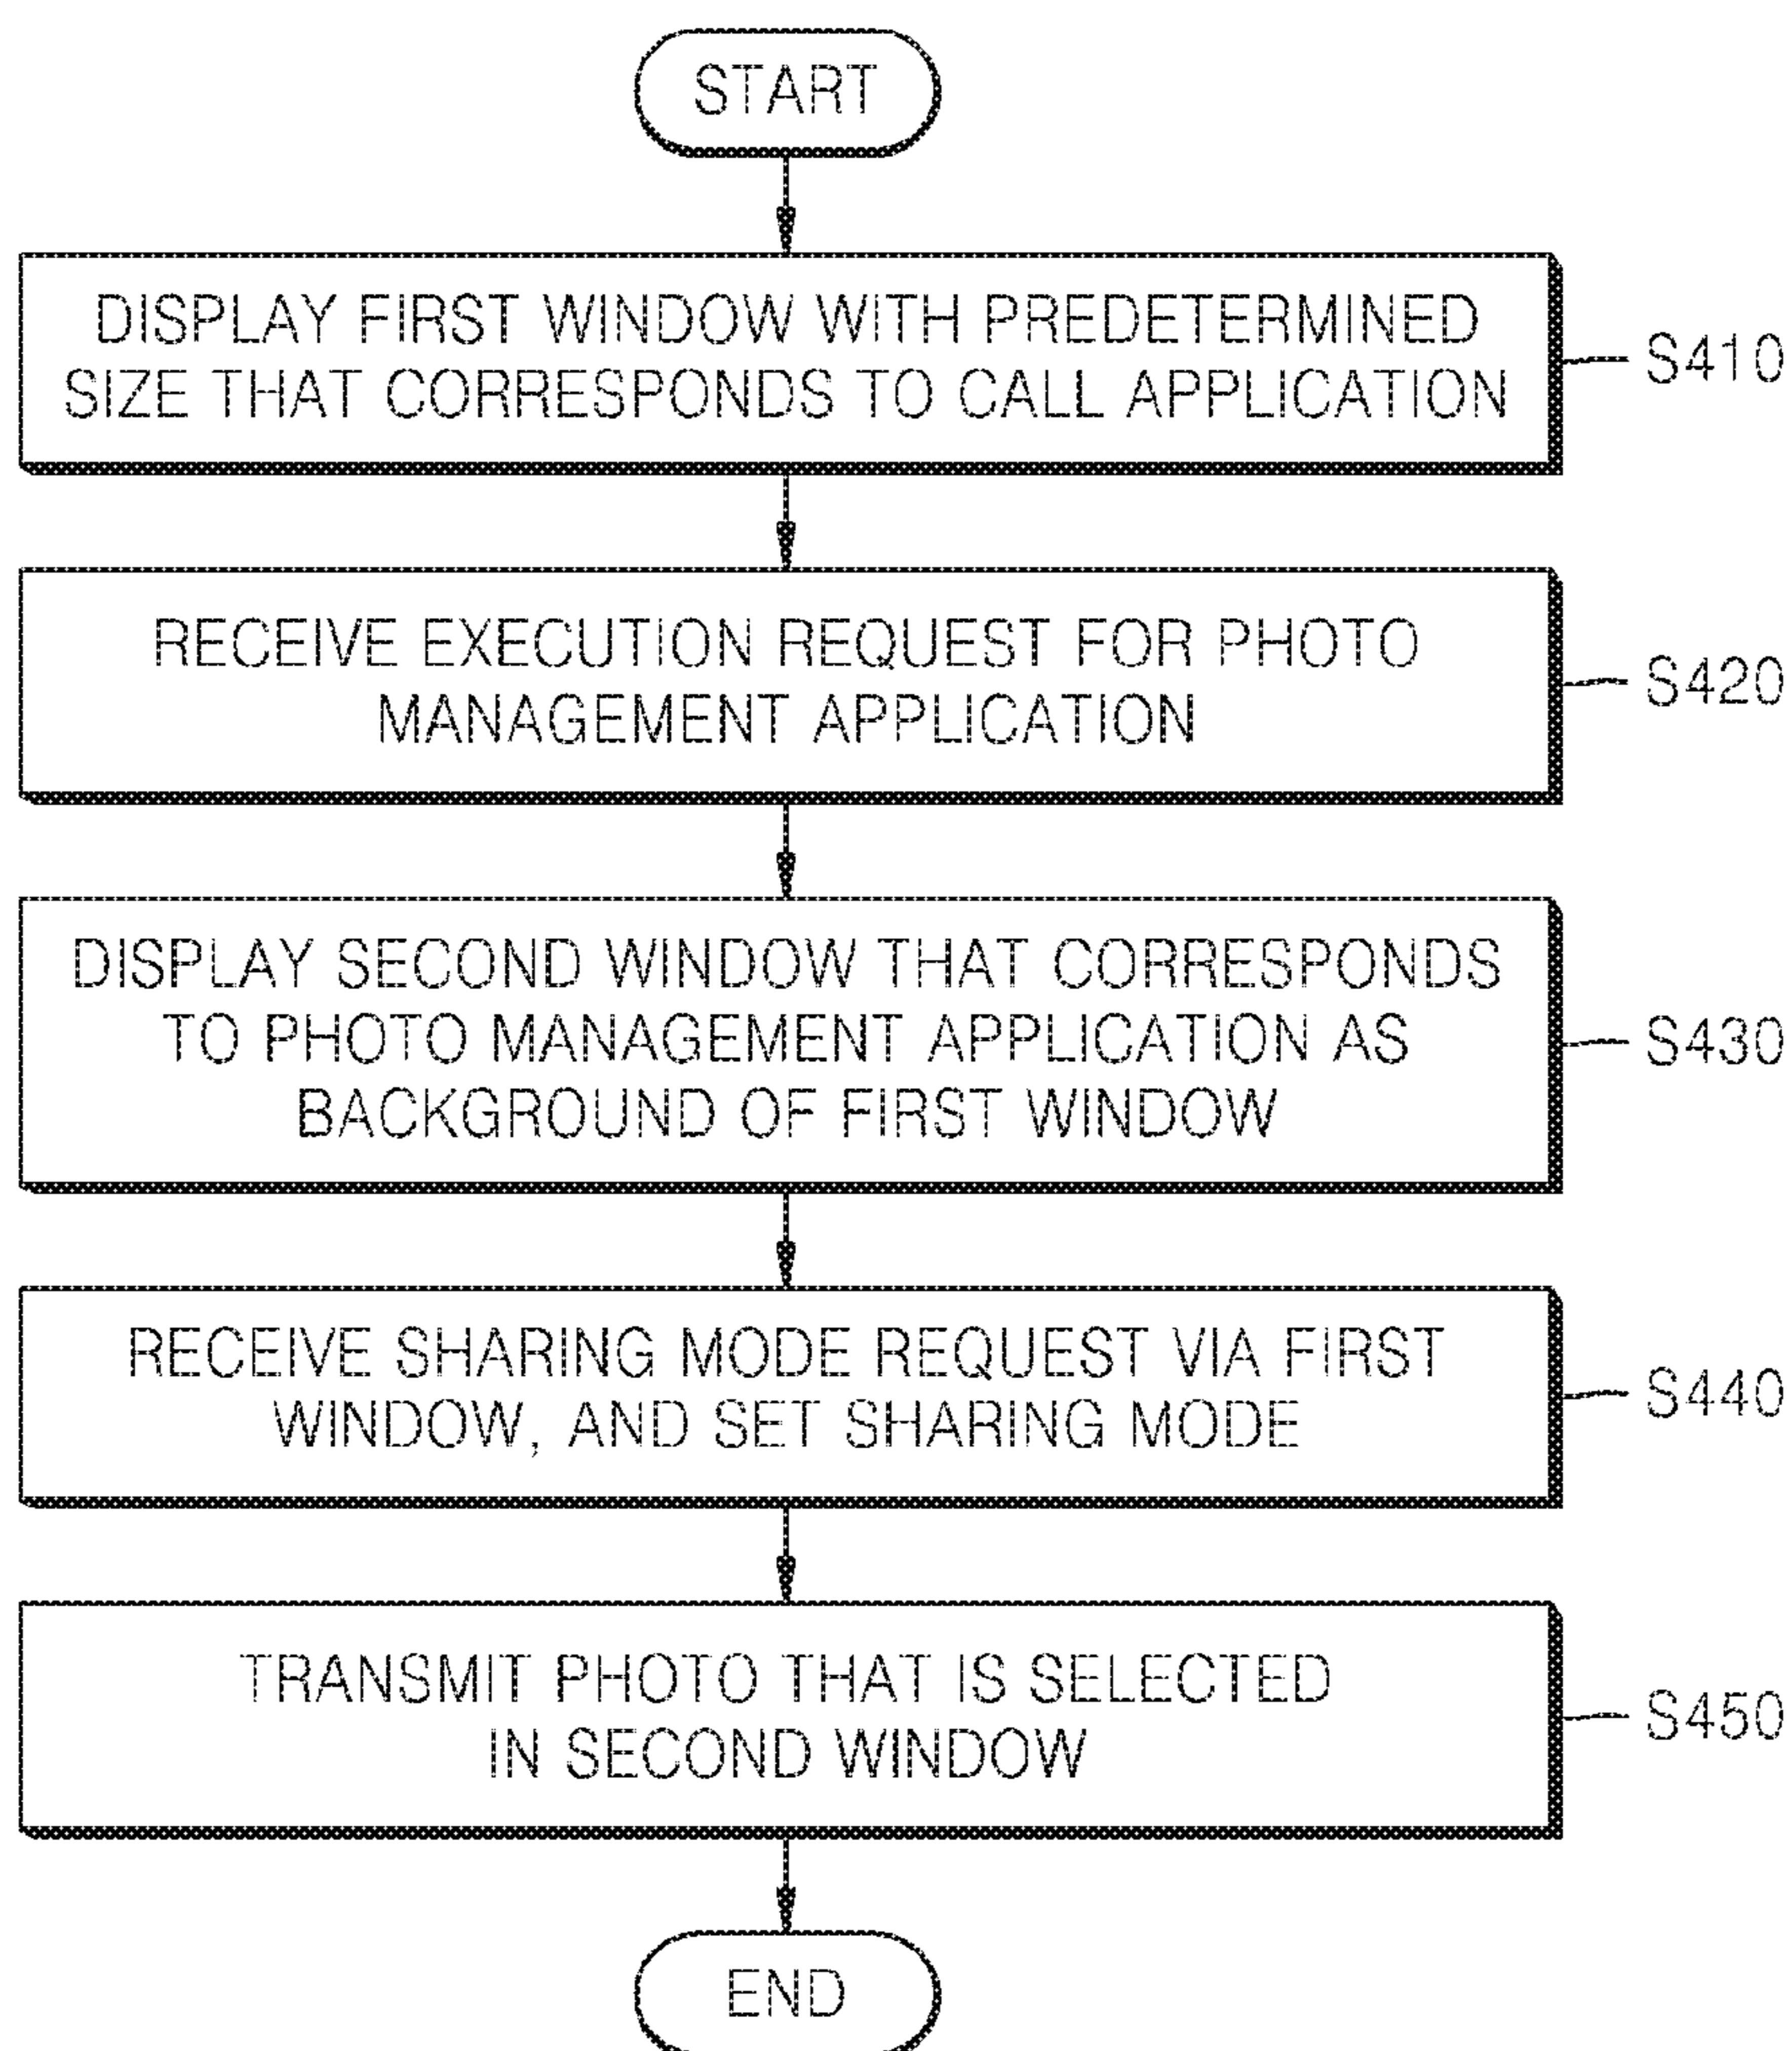 START
DISPLAY FIRST WINDOW WITH PREDETERMINED
SIZE THAT CORRESPONDS TO CALL APPLICATION
S410
RECEIVE EXECUTION REQUEST FOR PHOTO
MANAGEMENT APPLICATION
S420
DISPLAY SECOND WINDOW THAT CORRESPONDS
TO PHOTO MANAGEMENT APPLICATION AS
BACKGROUND OF FIRST WINDOW
S430
RECEIVE SHARING MODE REQUEST VIA FIRST
WINDOW, AND SET SHARING MODE
S440
TRANSMIT PHOTO THAT IS SELECTED
IN SECOND WINDOW
S450
END